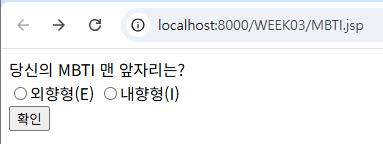 localhost:8000/WEEK03/MBTI.jsp
당신의 MBTI 맨 앞자리는?
외향형(E) 내향형(I)
확인